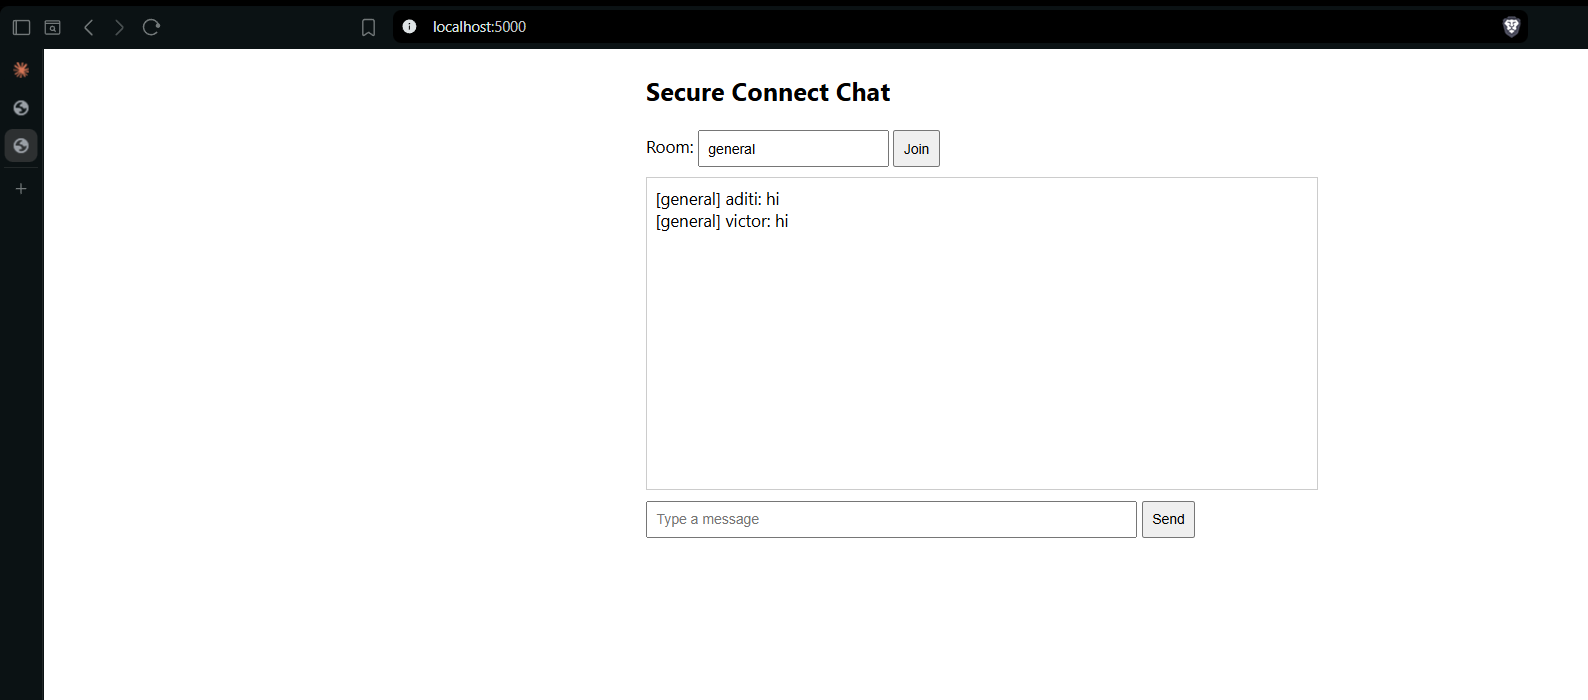 localhost:5000
Secure Connect Chat
Room: general Join
[general] aditi: hi
[general] victor: hi
Type a message Send